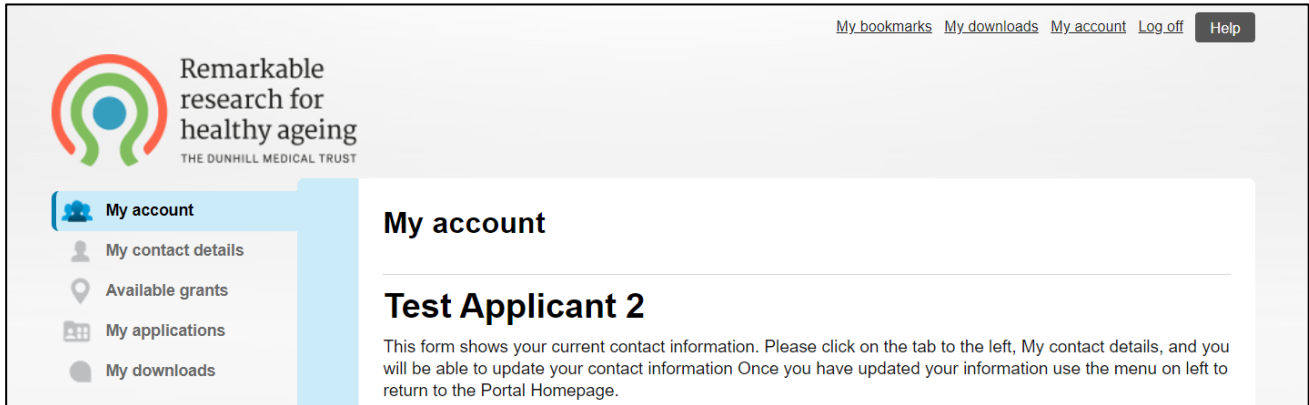 My bookmarks My downloads My account Log off Help
Remarkable
research for
healthy ageing
THE DUNHILL MEDICAL TRUST
My account
My contact details
Available grants
My applications
My downloads
My account
Test Applicant 2
This form shows your current contact information. Please click on the tab to the left, My contact details, and you
will be able to update your contact information Once you have updated your information use the menu on left to
return to the Portal Homepage.